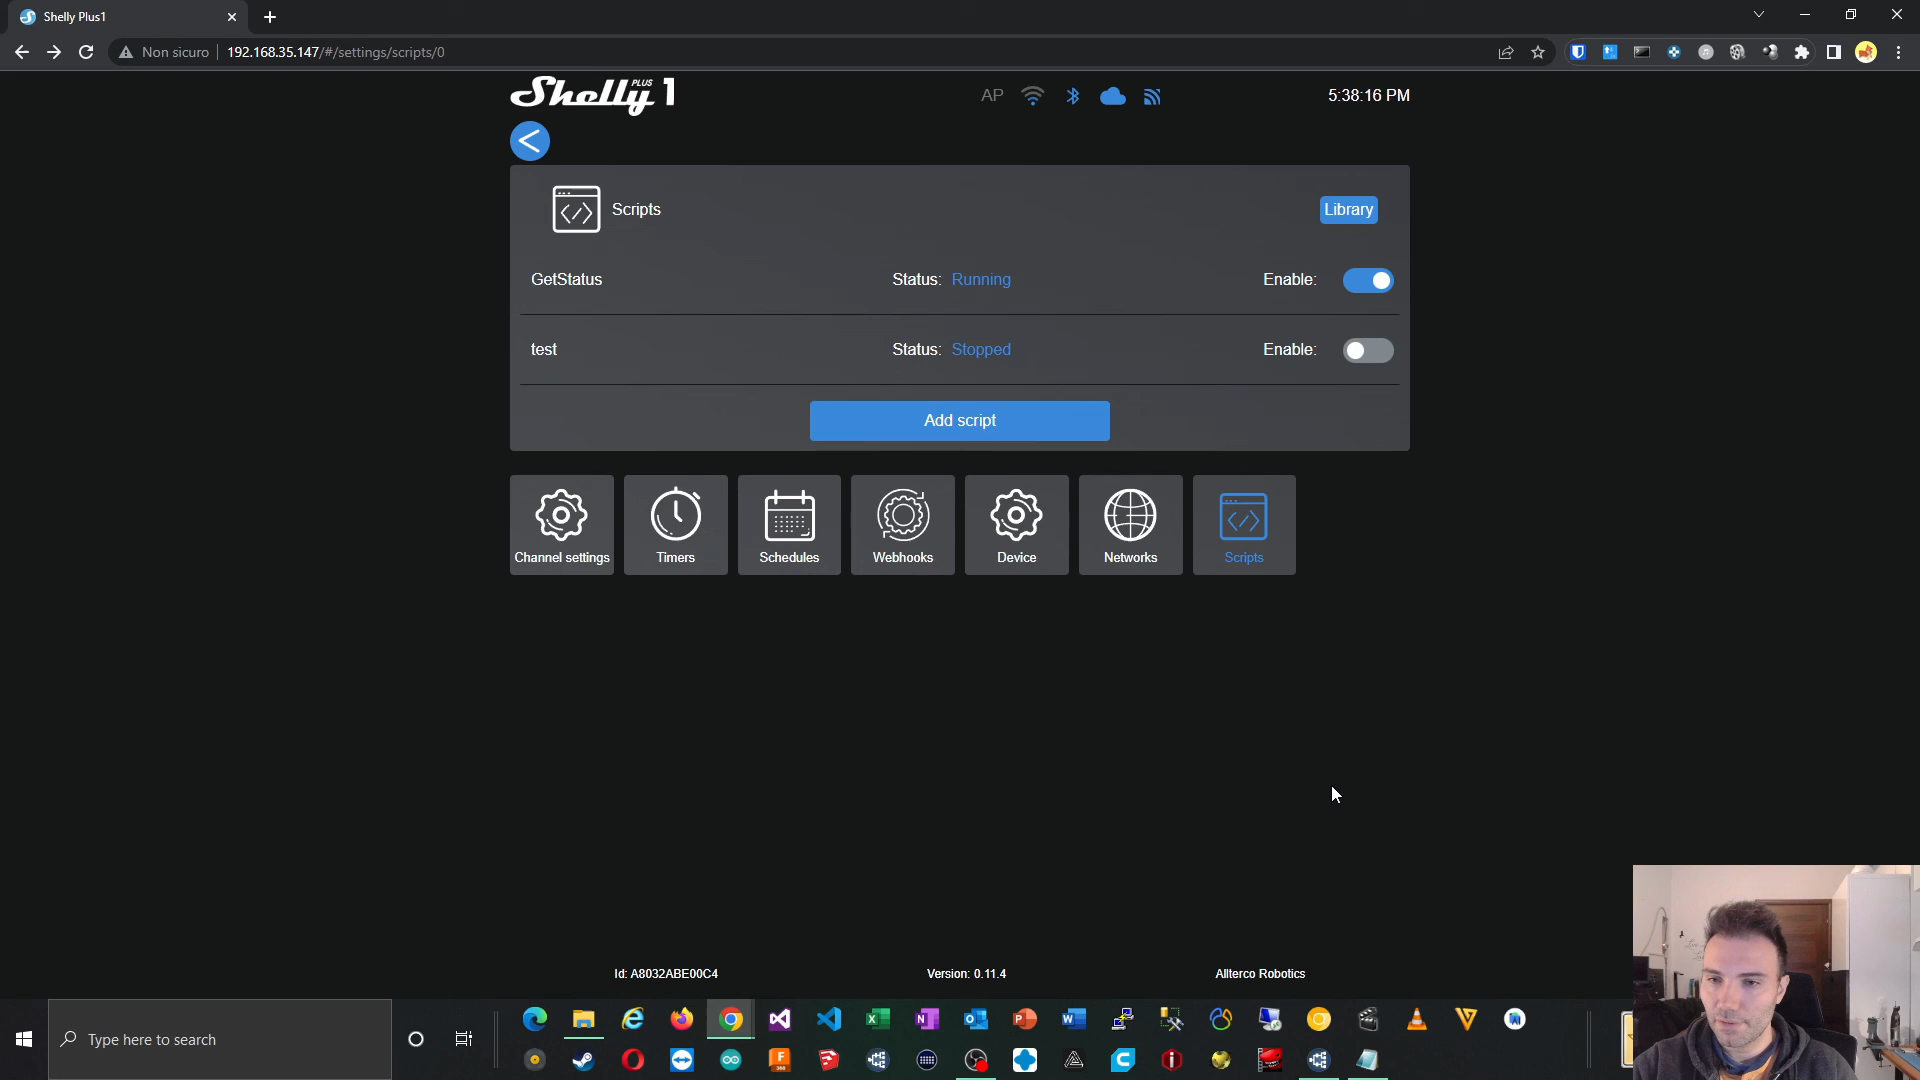 Shelly Plus1
Non sicuro
192.168.35.147/#/settings/scripts/0
Shelly PLUS 1
AP
5:38:16 PM
Scripts
Library
GetStatus
Status: Running
Enable:
test
Status: Stopped
Enable:
Add script
Channel settings
Timers
Schedules
Webhooks
Device
Networks
Scripts
Id: A8032ABE00C4
Version: 0.11.4
Allterco Robotics
Type here to search